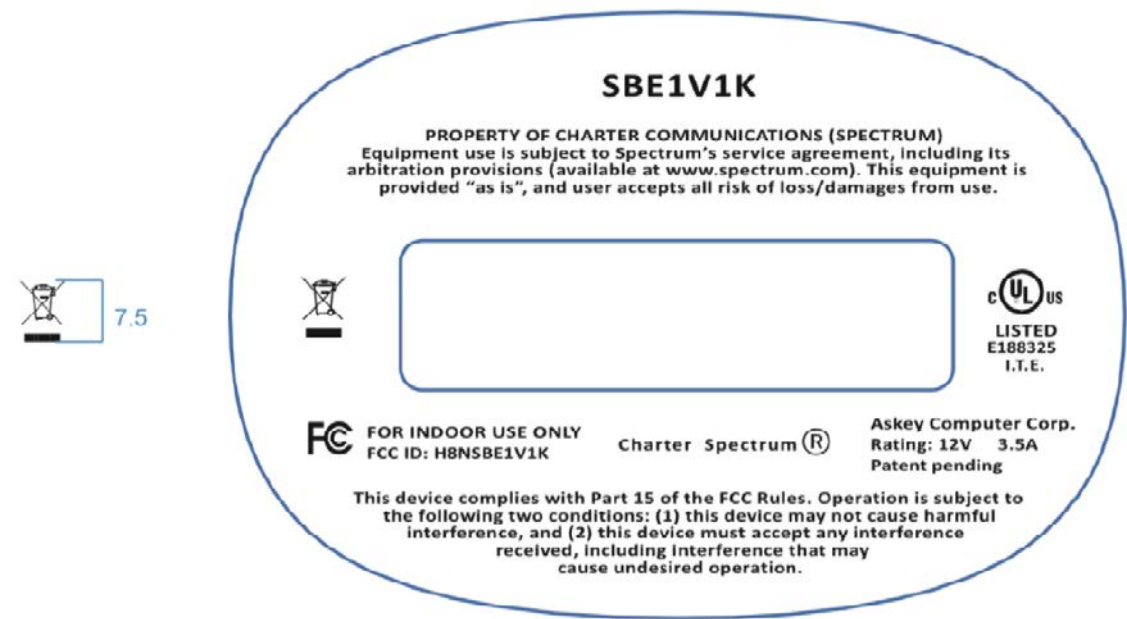 SBE1V1K
PROPERTY OF CHARTER COMMUNICATIONS (SPECTRUM)
Equipment use is subject to Spectrum's service agreement, including its
arbitration provisions (available at www.spectrum.com). This equipment is
provided “as is”, and user accepts all risk of loss/damages from use.
7.5
c UL US
LISTED
E188325
I.T.E.
FC FOR INDOOR USE ONLY
FCC ID: H8NSBE1V1K
Charter Spectrum ®
Askey Computer Corp.
Rating: 12V 3.5A
Patent pending
This device complies with Part 15 of the FCC Rules. Operation is subject to
the following two conditions: (1) this device may not cause harmful
interference, and (2) this device must accept any interference
received, including interference that may
cause undesired operation.